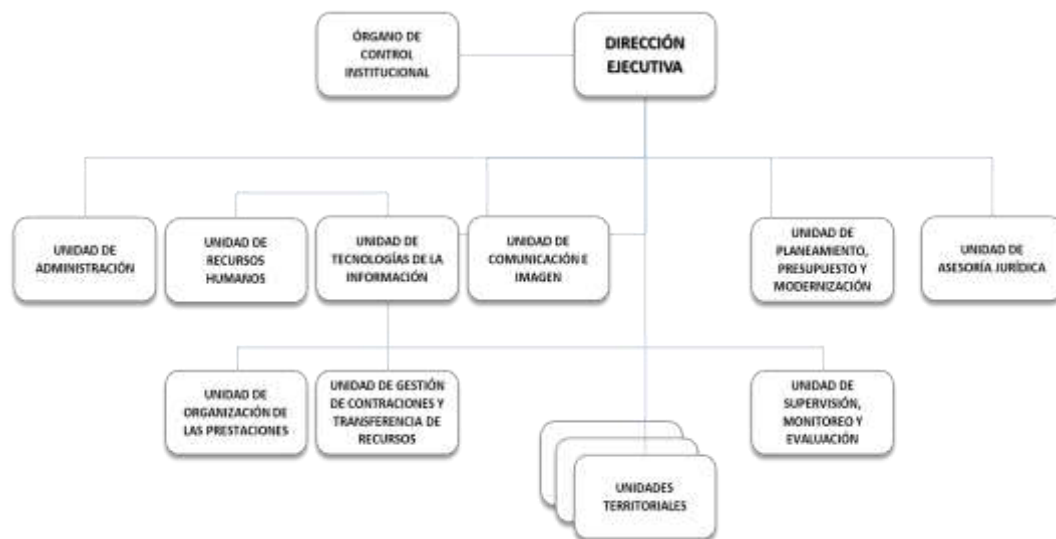 ÓRGANO DE
CONTROL
INSTITUCIONAL
DIRECCIÓN
EJECUTIVA
UNIDAD DE
ADMINISTRACIÓN
UNIDAD DE
RECURSOS
HUMANOS
UNIDAD DE
TECNOLOGÍAS DE LA
INFORMACIÓN
UNIDAD DE
COMUNICACIÓN E
IMAGEN
UNIDAD DE
PLANEAMIENTO,
PRESUPUESTO Y
MODERNIZACIÓN
UNIDAD DE
ASESORÍA JURÍDICA
UNIDAD DE
ORGANIZACIÓN DE
LAS PRESTACIONES
UNIDAD DE GESTIÓN
DE CONTRACIONES Y
TRANSFERENCIA DE
RECURSOS
UNIDAD DE
SUPERVISIÓN,
MONITOREO Y
EVALUACIÓN
UNIDADES
TERRITORIALES